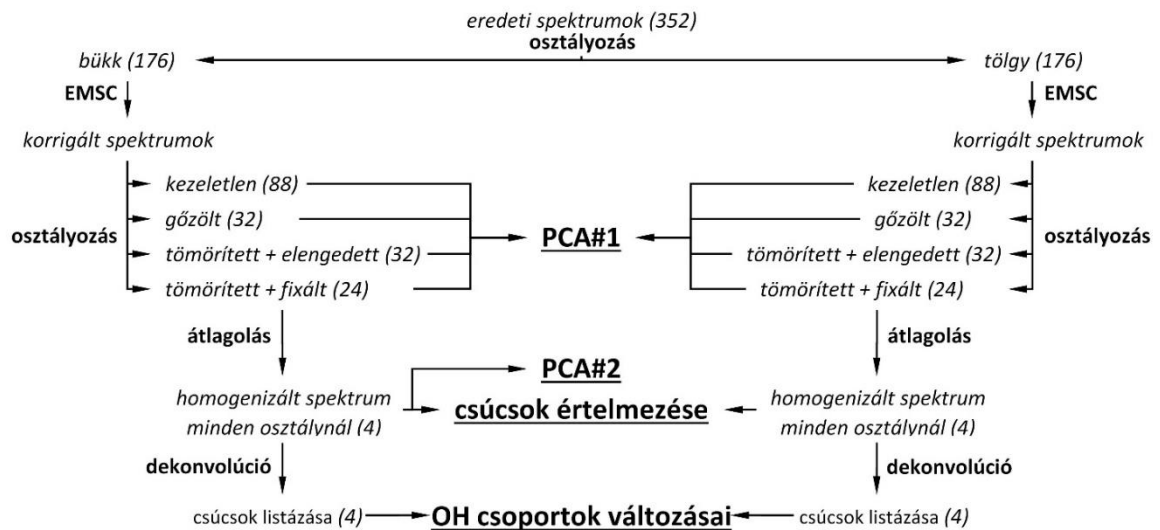 eredeti spektrumok (352)
osztályozás
bükk (176)
tölgy (176)
EMSC
EMSC
korrigált spektrumok
korrigált spektrumok
kezeletlen (88)
kezeletlen (88)
gőzölt (32)
gőzölt (32)
osztályozás
PCA#1
osztályozás
tömörített + elengedett (32)
tömörített + elengedett (32)
tömörített + fixált (24)
tömörített + fixált (24)
átlagolás
átlagolás
PCA#2
homogenizált spektrum
minden osztálynál (4)
csúcsok értelmezése
homogenizált spektrum
minden osztálynál (4)
dekonvolúció
dekonvolúció
csúcsok listázása (4)
OH csoportok változásai
csúcsok listázása (4)